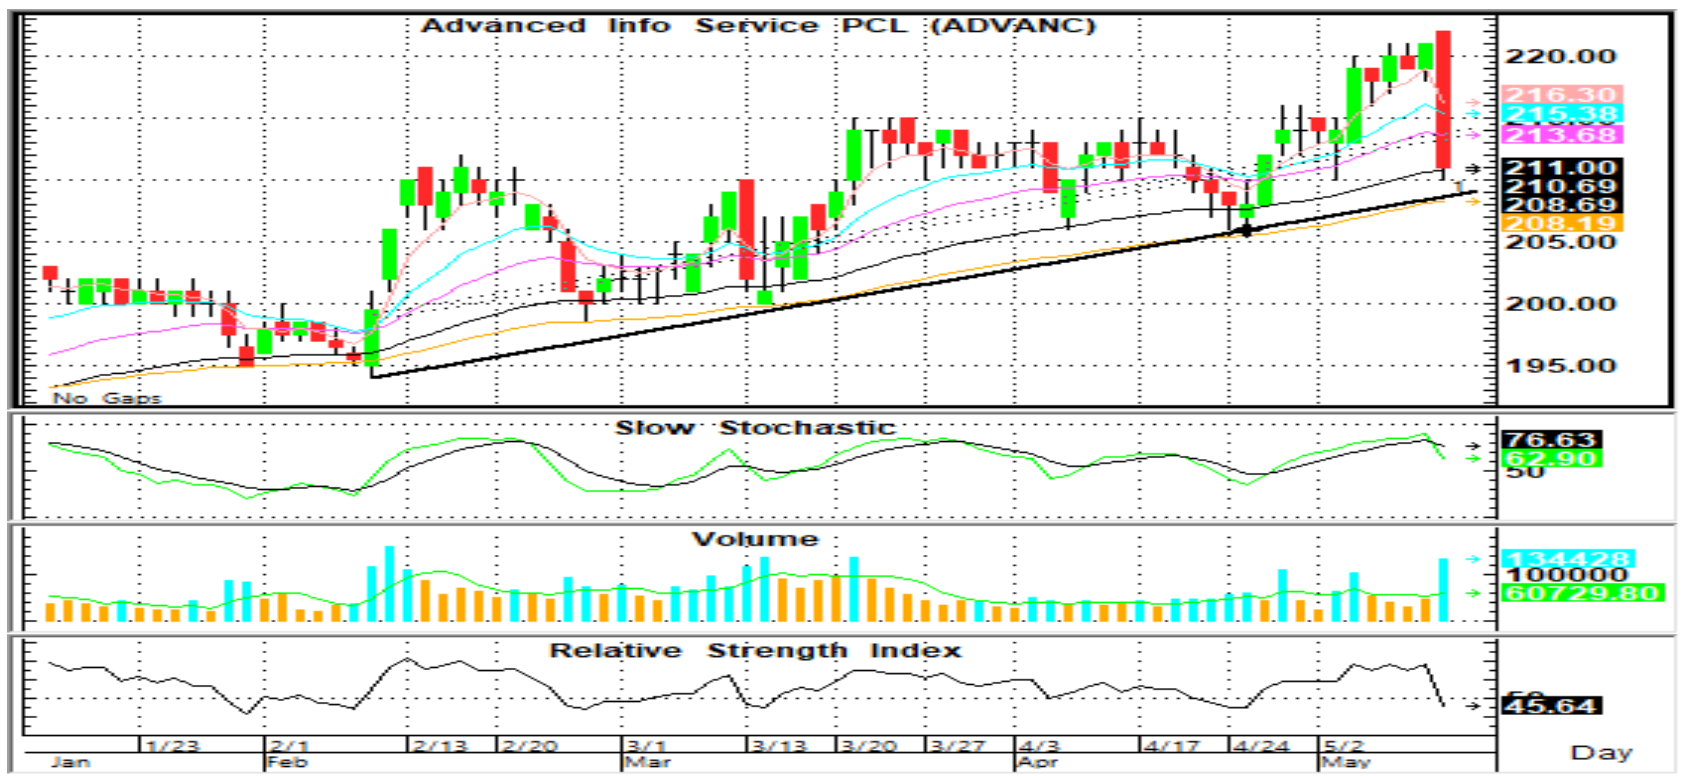 Advanced Info Service PCL (ADVANC)
220.00
216.30
215.38
213.68
211.00
210.69
208.69
208.19
205.00
200.00
195.00
1
No Gaps
Slow Stochastic
76.63
62.90
50
Volume
134428
100000
60729.80
Relative Strength Index
45.64
1/23 2/1 2/13 2/20 3/1 3/13 3/20 3/27 4/3 4/17 4/24 5/2
Jan Feb Mar Apr May
Day